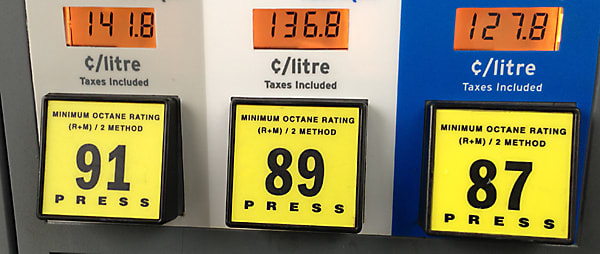 141.8
¢/litre
Taxes Included
MINIMUM OCTANE RATING
(R+M) / 2 METHOD
91
PRESS
136.8
¢/litre
Taxes Included
MINIMUM OCTANE RATING
(R+M) / 2 METHOD
89
PRESS
127.8
¢/litre
Taxes Included
MINIMUM OCTANE RATING
(R+M) / 2 METHOD
87
PRESS